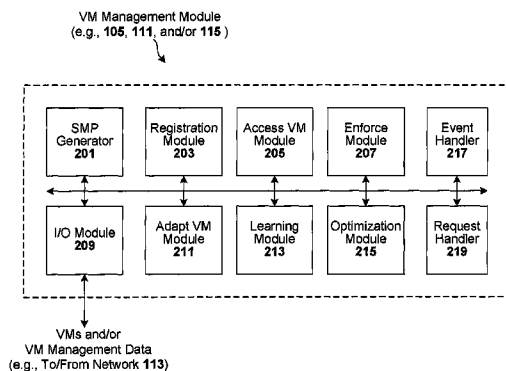 VM Management Module
(e.g., 105, 111, and/or 115 )
SMP
Generator
201
Registration
Module
203
Access VM
Module
205
Enforce
Module
207
Event
Handler
217
I/O Module
209
Adapt VM
Module
211
Learning
Module
213
Optimization
Module
215
Request
Handler
219
VMs and/or
VM Management Data
(e.g., To/From Network 113)